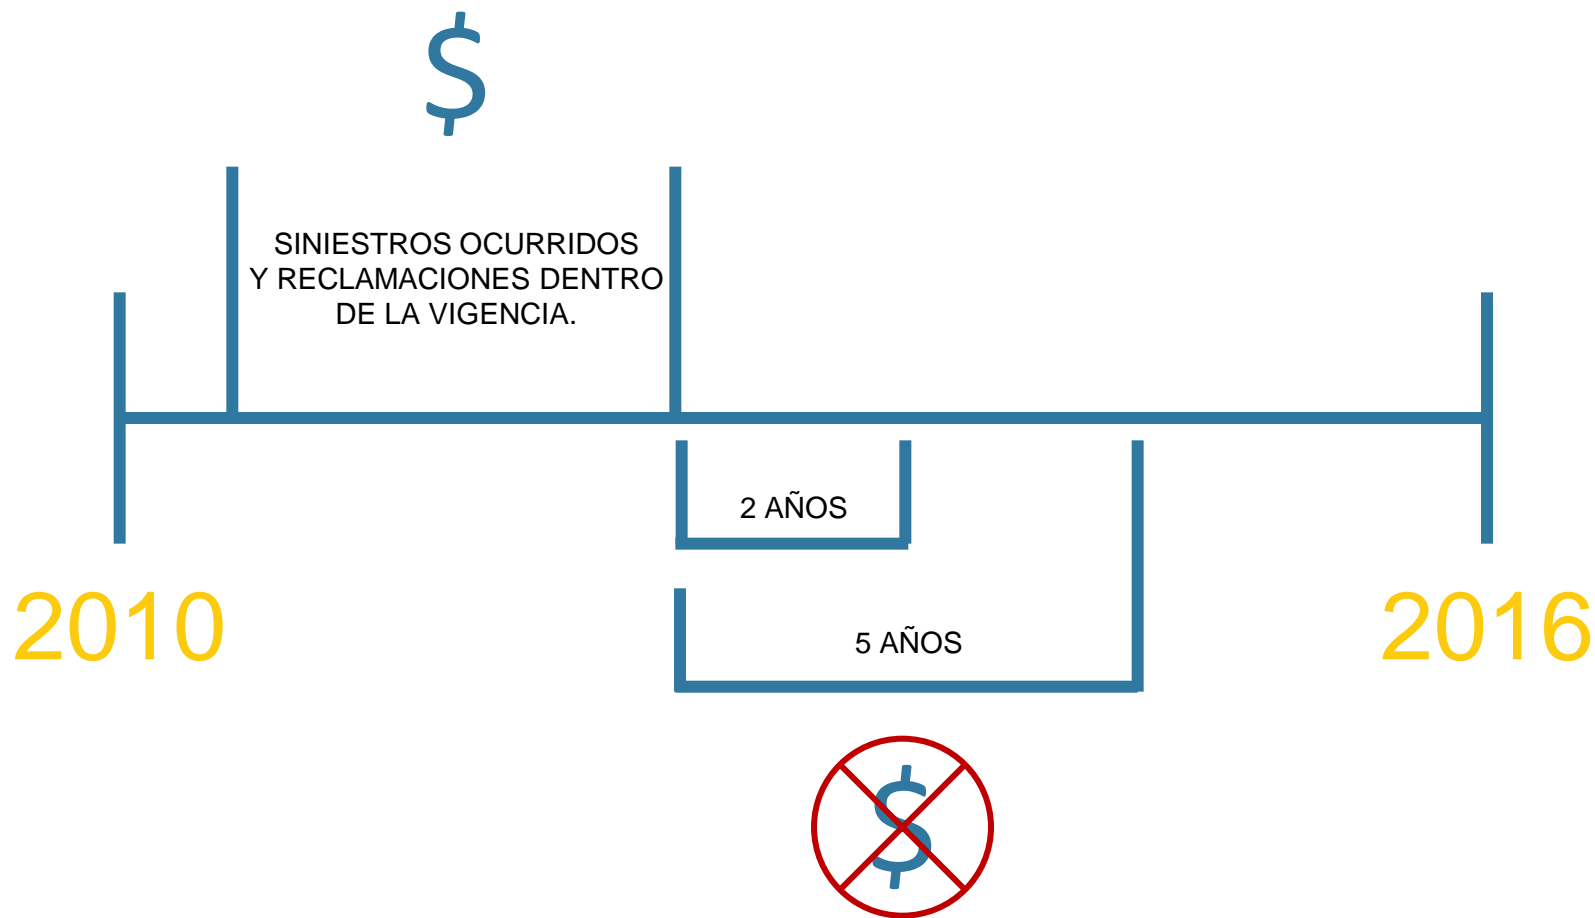 $
SINIESTROS OCURRIDOS
Y RECLAMACIONES DENTRO
DE LA VIGENCIA.
2 AÑOS
2010
2016
5 AÑOS
$